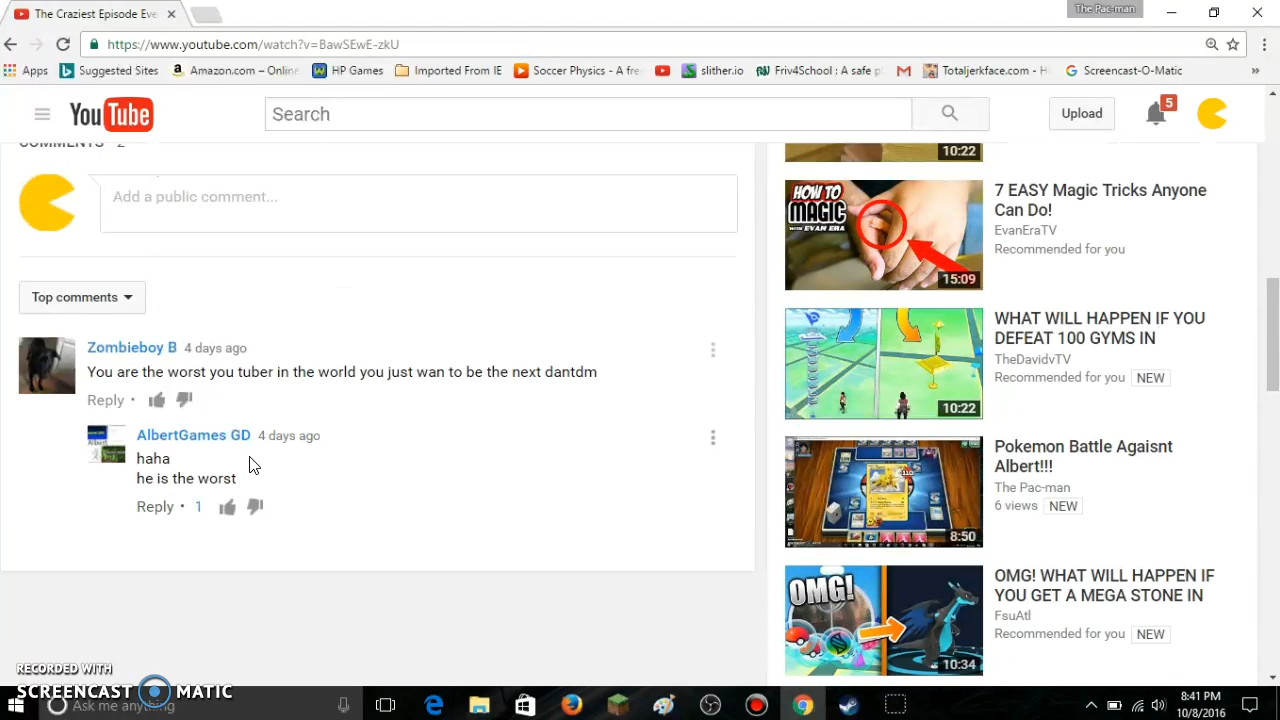 The Craziest Episode Eve
The Pac-man
https://www.youtube.com/watch?v=BawSEwE-zkU
Apps
Suggested Sites
Amazon.com – Online
HP Games
Imported From IE
Soccer Physics - A fre
slither.io
Friv4School : A safe p
Totaljerkface.com - H
Screencast-O-Matic
YouTube
Search
Upload
5
COMMENTS • 2
Add a public comment...
Top comments
Zombieboy B 4 days ago
You are the worst you tuber in the world you just wan to be the next dantdm
Reply •
AlbertGames GD 4 days ago
haha
he is the worst
Reply • 1
10:22
HOW TO
MAGIC
WITH EVAN ERA
15:09
7 EASY Magic Tricks Anyone
Can Do!
EvanEraTV
Recommended for you
10:22
WHAT WILL HAPPEN IF YOU
DEFEAT 100 GYMS IN
TheDavidvTV
Recommended for you NEW
8:50
Pokemon Battle Agaisnt
Albert!!!
The Pac-man
6 views NEW
OMG!
10:34
OMG! WHAT WILL HAPPEN IF
YOU GET A MEGA STONE IN
FsuAtl
Recommended for you NEW
RECORDED WITH
SCREENCAST MATIC
Ask me anything
8:41 PM
10/8/2016